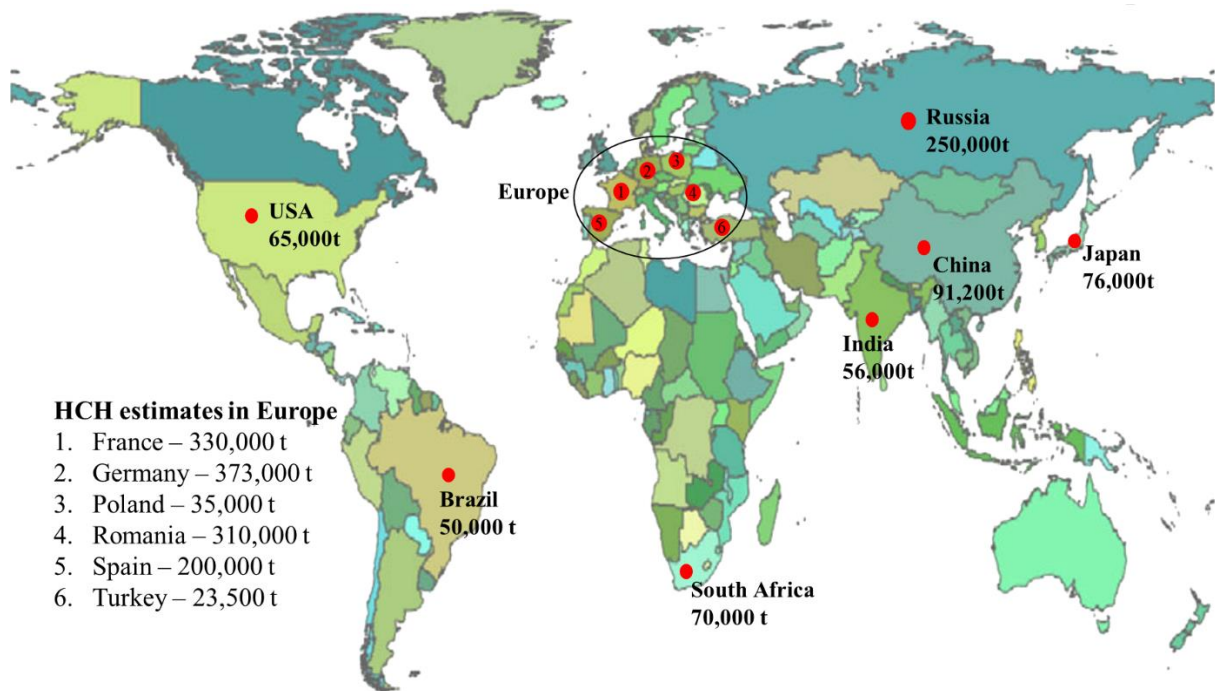 Russia
250,000t
Europe
1
2
3
4
5
6
USA
65,000t
Japan
76,000t
China
91,200t
India
56,000t
HCH estimates in Europe
1. France – 330,000 t
2. Germany – 373,000 t
3. Poland – 35,000 t
4. Romania – 310,000 t
5. Spain – 200,000 t
6. Turkey – 23,500 t
Brazil
50,000 t
South Africa
70,000 t